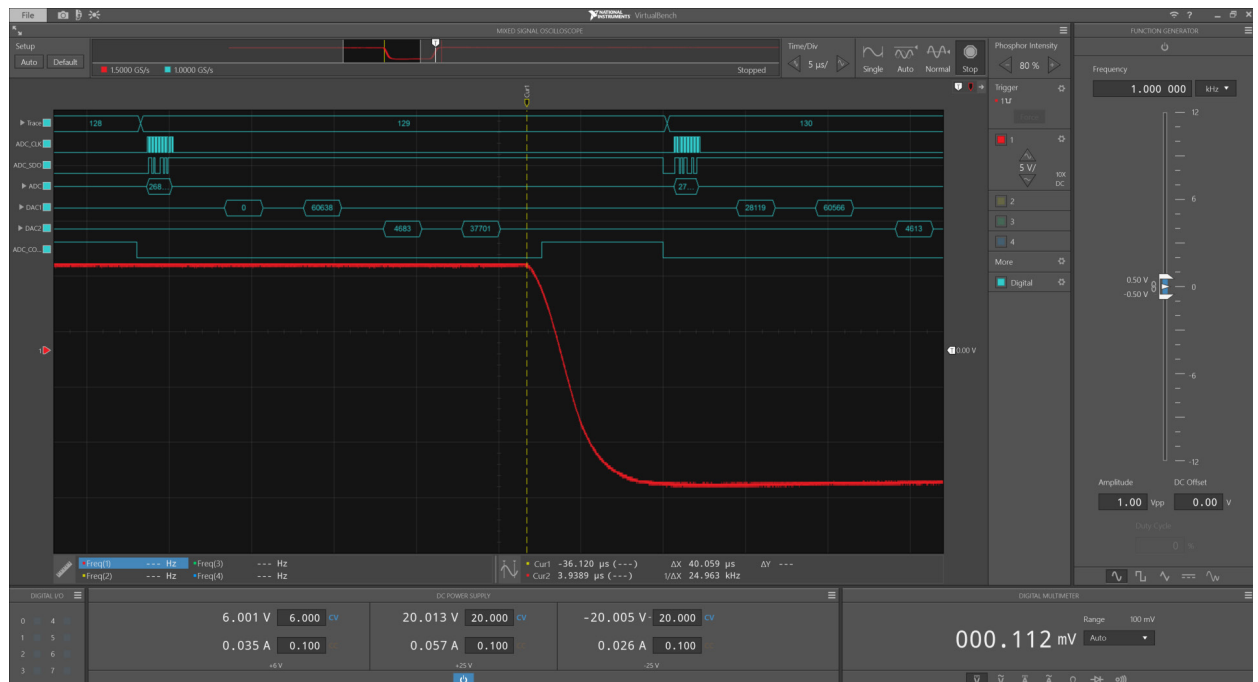 File
NATIONAL INSTRUMENTS VirtualBench
?
MIXED SIGNAL OSCILLOSCOPE
FUNCTION GENERATOR
Setup
Auto Default
1.5000 GS/s 1.0000 GS/s
Stopped
Time/Div
5 µs/
Single Auto Normal Stop
Phosphor Intensity
80 %
Frequency
1.000 000 kHz
Trigger
1
Cur1
Trace 128 129 130
ADC_CLK
ADC_SDO
ADC 268... 27...
DAC1 0 60638 28119 60566
DAC2 4683 37701 4613
ADC_CO...
1
5 V/
10X
DC
2
3
4
More
Digital
1
0.00 V
12
6
0.50 V
-0.50 V
0
-6
-12
Amplitude DC Offset
1.00 Vpp 0.00 V
Duty Cycle
0 %
Freq(1) --- Hz Freq(3) --- Hz
Freq(2) --- Hz Freq(4) --- Hz
Cur1 -36.120 µs (---) ΔX 40.059 µs ΔY ---
Cur2 3.9389 µs (---) 1/ΔX 24.963 kHz
DIGITAL I/O
0 4
1 5
2 6
3 7
DC POWER SUPPLY
6.001 V 6.000 CV 20.013 V 20.000 CV -20.005 V - 20.000 CV
0.035 A 0.100 0.057 A 0.100 0.026 A 0.100
+6 V +25 V -25 V
DIGITAL MULTIMETER
000.112 mV
Range 100 mV
Auto